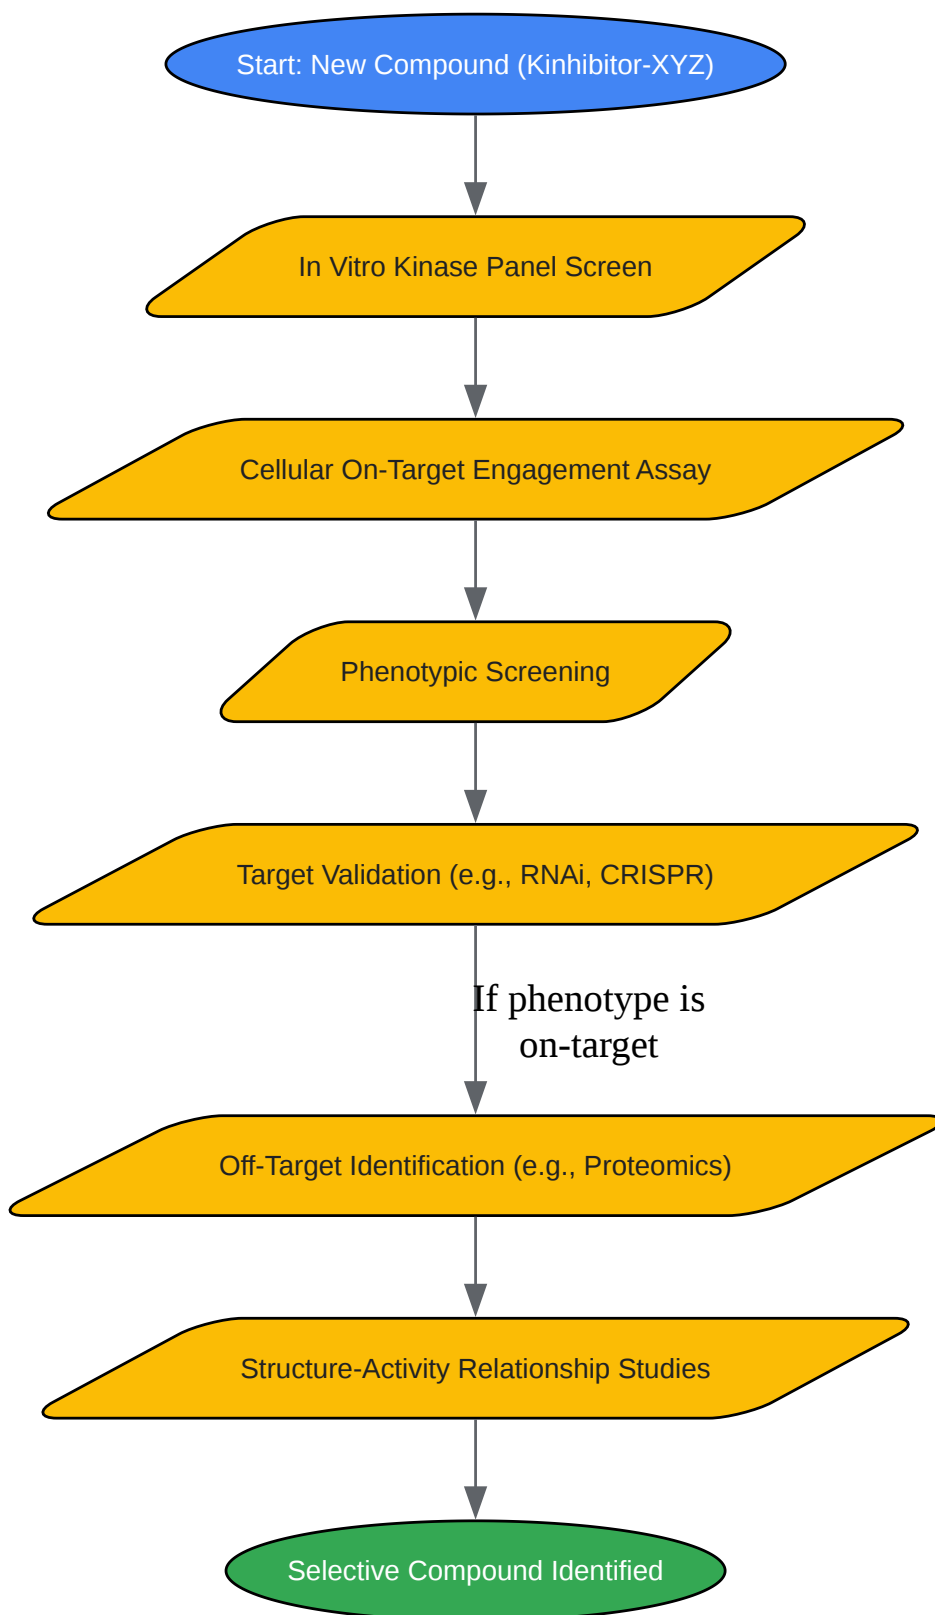 Start: New Compound (Kinhibitor-XYZ)
In Vitro Kinase Panel Screen
Cellular On-Target Engagement Assay
Phenotypic Screening
Target Validation (e.g., RNAi, CRISPR)
If phenotype is
on-target
Off-Target Identification (e.g., Proteomics)
Structure-Activity Relationship Studies
Selective Compound Identified